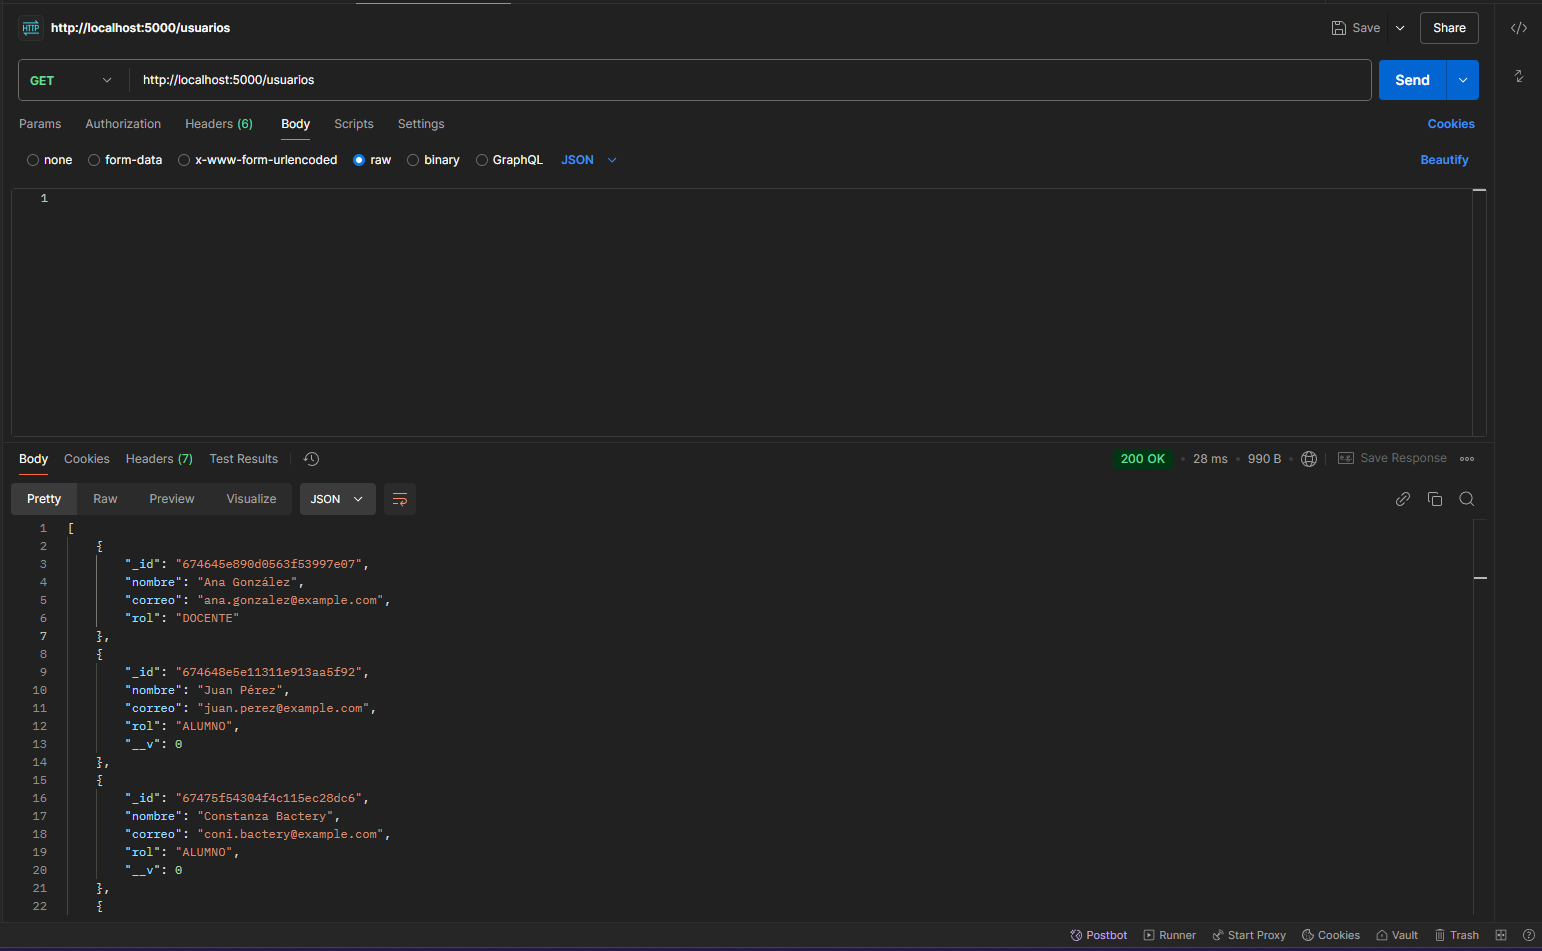 HTTP http://localhost:5000/usuarios Save Share
GET http://localhost:5000/usuarios Send
Params Authorization Headers (6) Body Scripts Settings Cookies
none form-data x-www-form-urlencoded raw binary GraphQL JSON Beautify
1
Body Cookies Headers (7) Test Results 200 OK • 28 ms • 990 B • e.g. Save Response
Pretty Raw Preview Visualize JSON
1 [
2 {
3 "_id": "674645e890d0563f53997e07",
4 "nombre": "Ana González",
5 "correo": "ana.gonzalez@example.com",
6 "rol": "DOCENTE"
7 },
8 {
9 "_id": "674648e5e11311e913aa5f92",
10 "nombre": "Juan Pérez",
11 "correo": "juan.perez@example.com",
12 "rol": "ALUMNO",
13 "__v": 0
14 },
15 {
16 "_id": "67475f54304f4c115ec28dc6",
17 "nombre": "Constanza Bactery",
18 "correo": "coni.bactery@example.com",
19 "rol": "ALUMNO",
20 "__v": 0
21 },
22 {
Postbot Runner Start Proxy Cookies Vault Trash